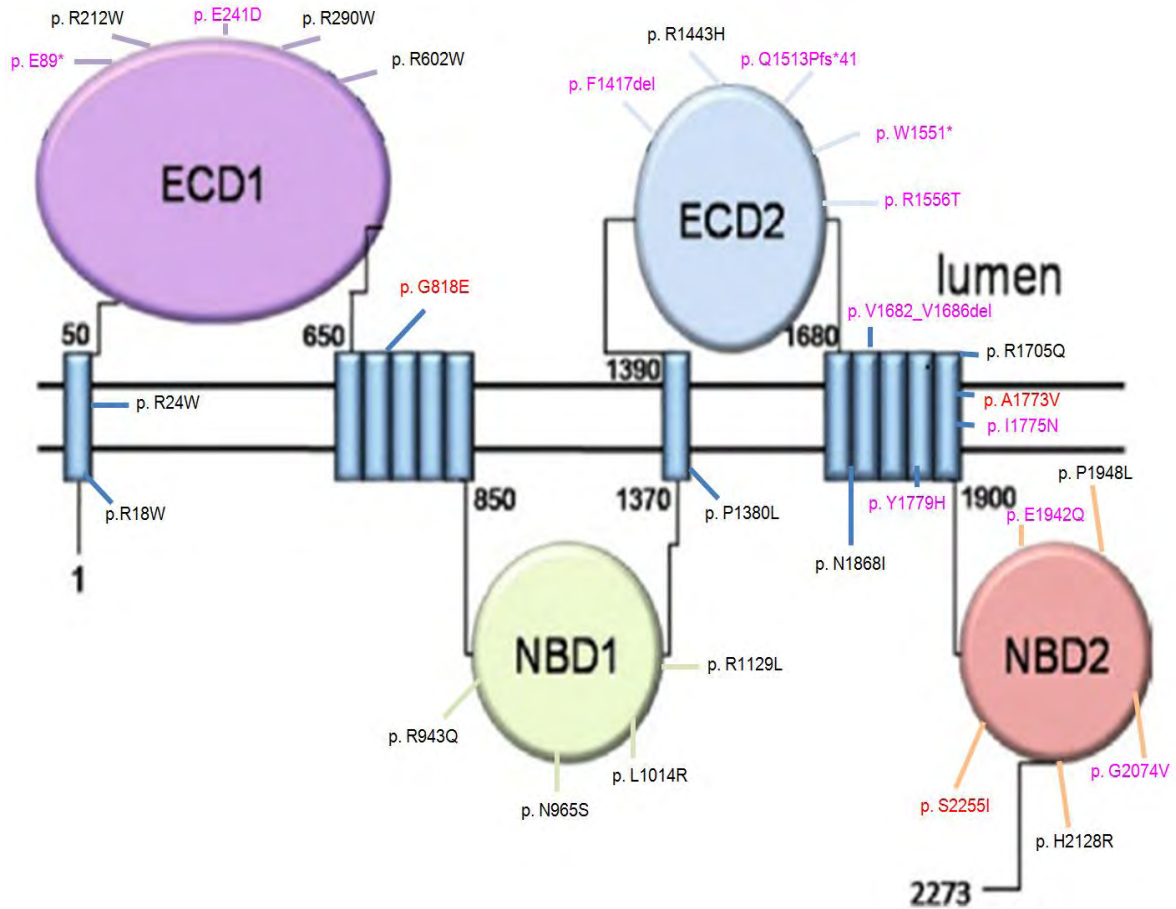 p. R212W
p. E241D
p. R290W
p. E89*
p. R602W
ECD1
p. R1443H
p. Q1513Pfs*41
p. F1417del
p. W1551*
p. R1556T
ECD2
lumen
p. G818E
p. V1682_V1686del
50
650
1390
1680
p. R1705Q
p. R24W
p. A1773V
p. I1775N
p.R18W
850
1370
p. P1380L
p. Y1779H
1900
p. P1948L
p. E1942Q
p. N1868I
1
NBD1
NBD2
p. R1129L
p. R943Q
p. L1014R
p. N965S
p. G2074V
p. S2255I
p. H2128R
2273